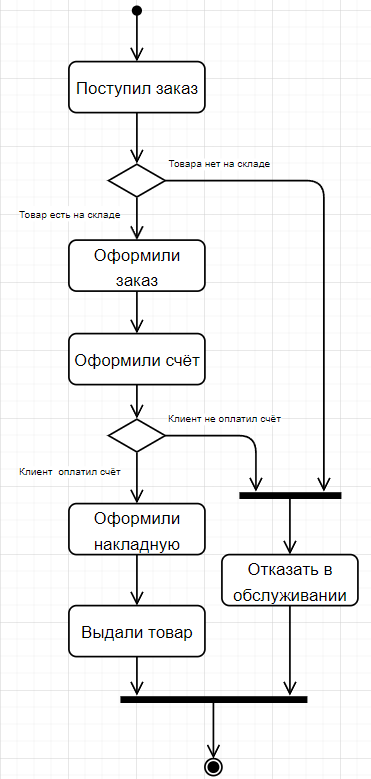 Поступил заказ
Товара нет на складе
Товар есть на складе
Оформили
заказ
Оформили счёт
Клиент не оплатил счёт
Клиент оплатил счёт
Оформили
накладную
Отказать в
обслуживании
Выдали товар